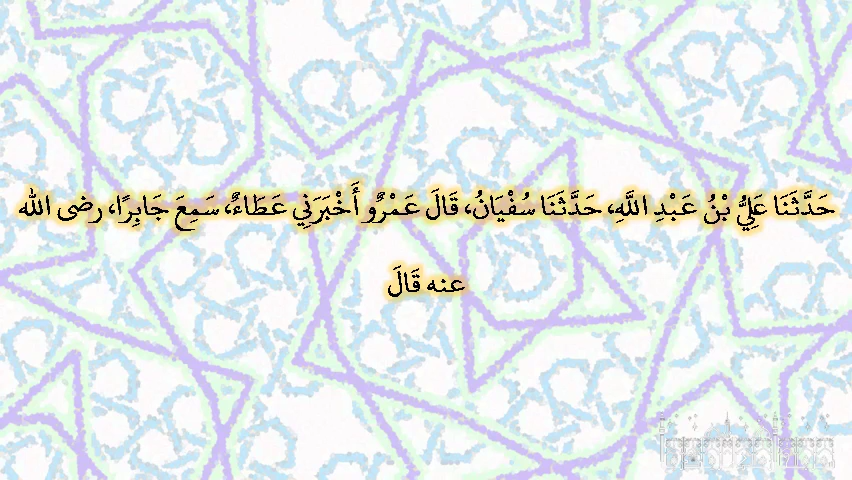 حَدَّثَنَا عَلِيُّ بْنُ عَبْدِ اللَّهِ، حَدَّثَنَا سُفْيَانُ، قَالَ عَمْرٌو أَخْبَرَنِي عَطَاءٌ، سَمِعَ جَابِرًا، رضى الله
عنه قَالَ